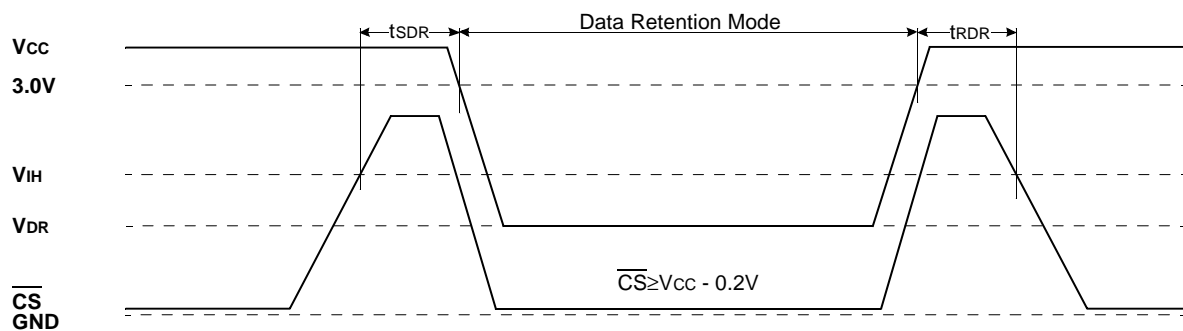 tSDR
Data Retention Mode
tRDR
VCC
3.0V
VIH
VDR
CS≥VCC - 0.2V
CS
GND